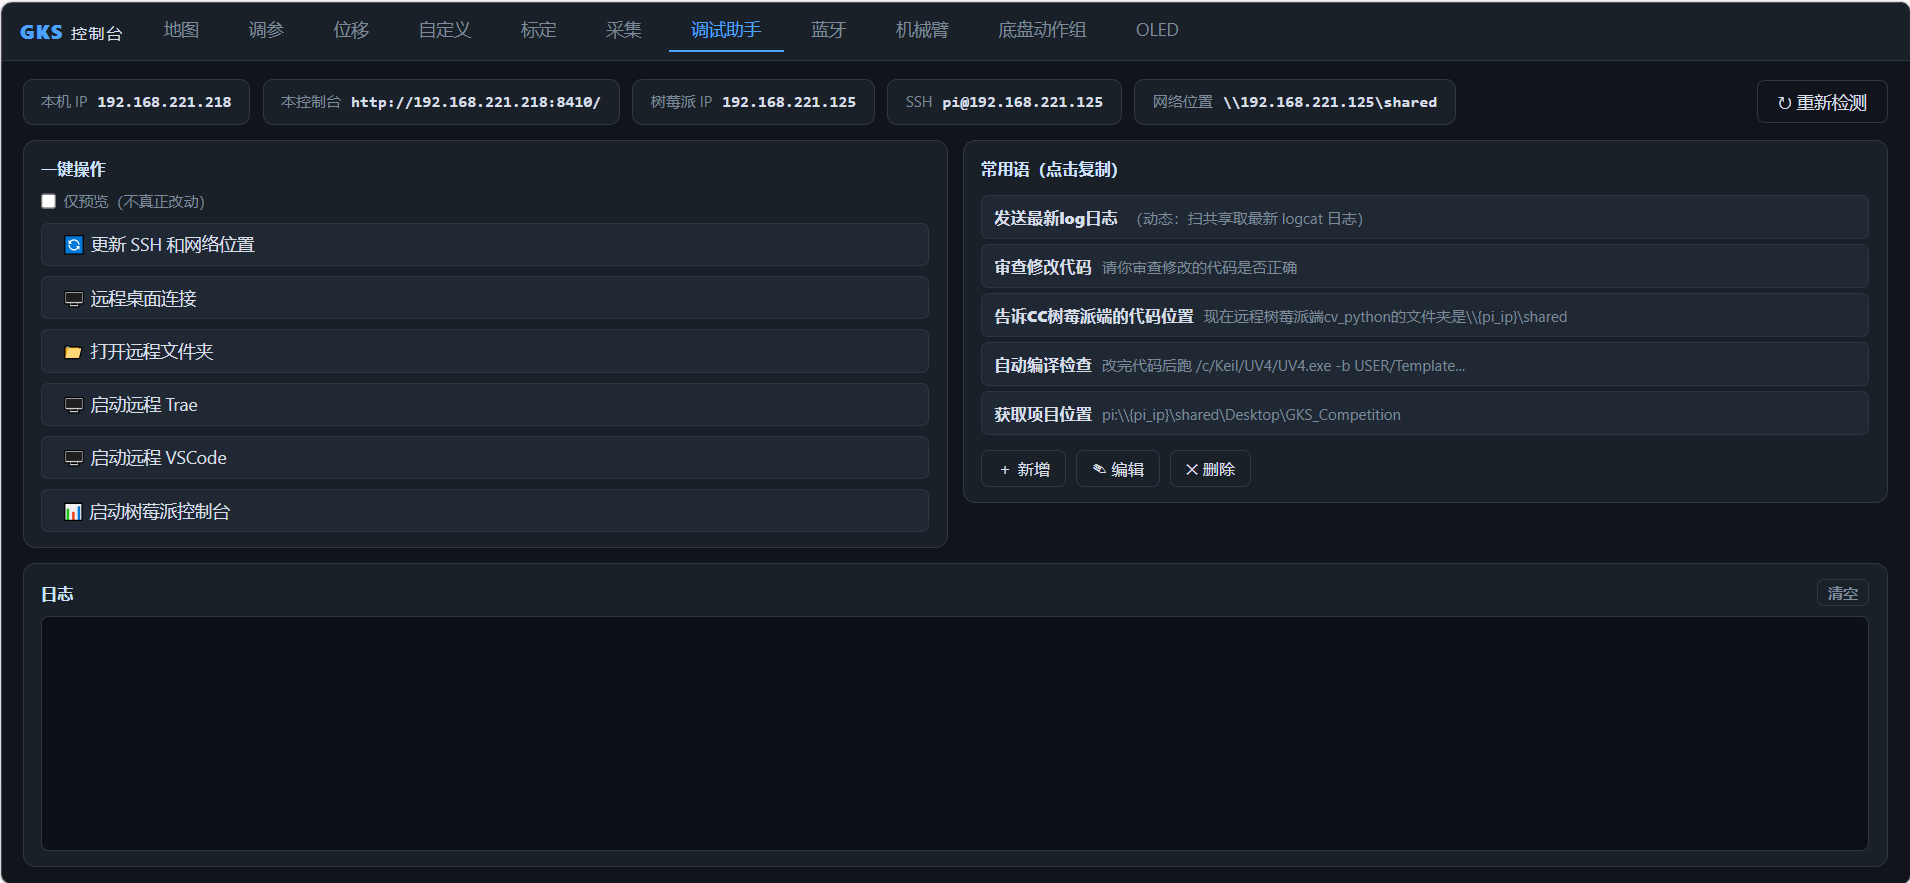 GKS 控制台 地图 调参 位移 自定义 标定 采集 调试助手 蓝牙 机械臂 底盘动作组 OLED
本机 IP 192.168.221.218 本控制台 http://192.168.221.218:8410/ 树莓派 IP 192.168.221.125 SSH pi@192.168.221.125 网络位置 \\192.168.221.125\shared ↻ 重新检测
一键操作
仅预览（不真正改动）
更新 SSH 和网络位置
远程桌面连接
打开远程文件夹
启动远程 Trae
启动远程 VSCode
启动树莓派控制台
常用语（点击复制）
发送最新log日志 （动态：扫共享取最新 logcat 日志）
审查修改代码 请你审查修改的代码是否正确
告诉CC树莓派端的代码位置 现在远程树莓派端cv_python的文件夹是\\{pi_ip}\shared
自动编译检查 改完代码后跑 /c/Keil/UV4/UV4.exe -b USER/Template...
获取项目位置 pi:\\{pi_ip}\shared\Desktop\GKS_Competition
＋ 新增 ✎ 编辑 ✕ 删除
日志 清空